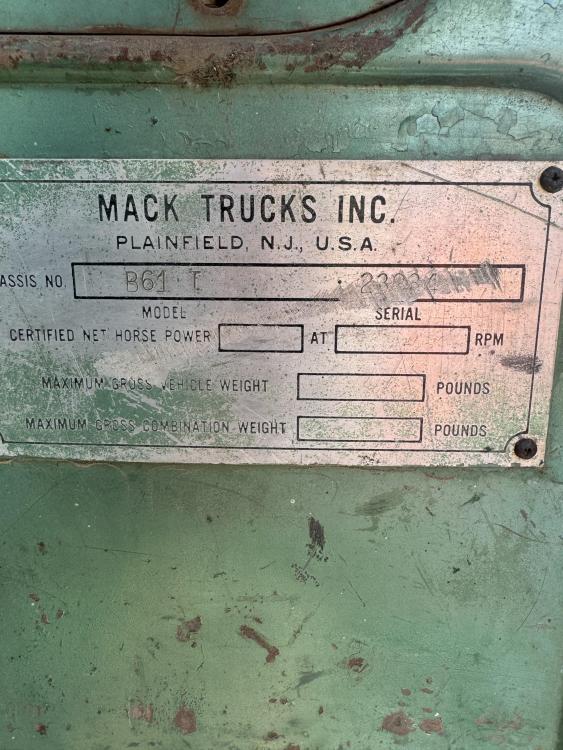 MACK TRUCKS INC.
PLAINFIELD, N.J., U.S.A.
ASSIS NO. B61 T
MODEL SERIAL
CERTIFIED NET HORSE POWER AT RPM
MAXIMUM GROSS VEHICLE WEIGHT POUNDS
MAXIMUM GROSS COMBINATION WEIGHT POUNDS